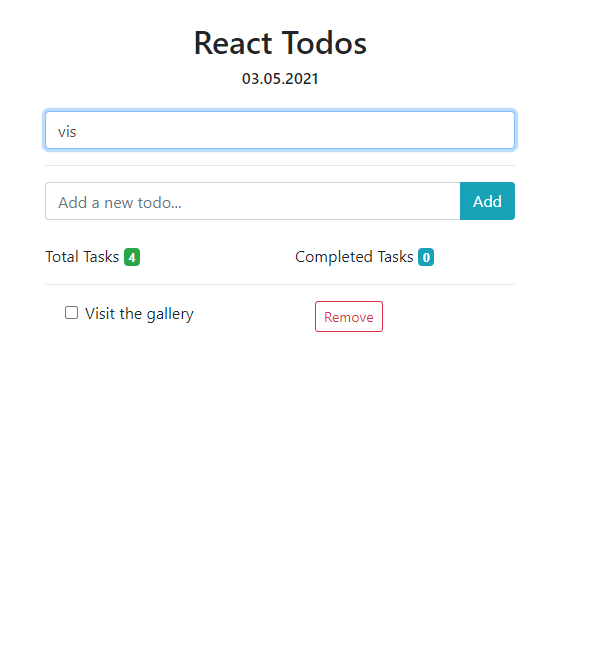 React Todos
03.05.2021
vis
Add a new todo... Add
Total Tasks 4 Completed Tasks 0
Visit the gallery Remove